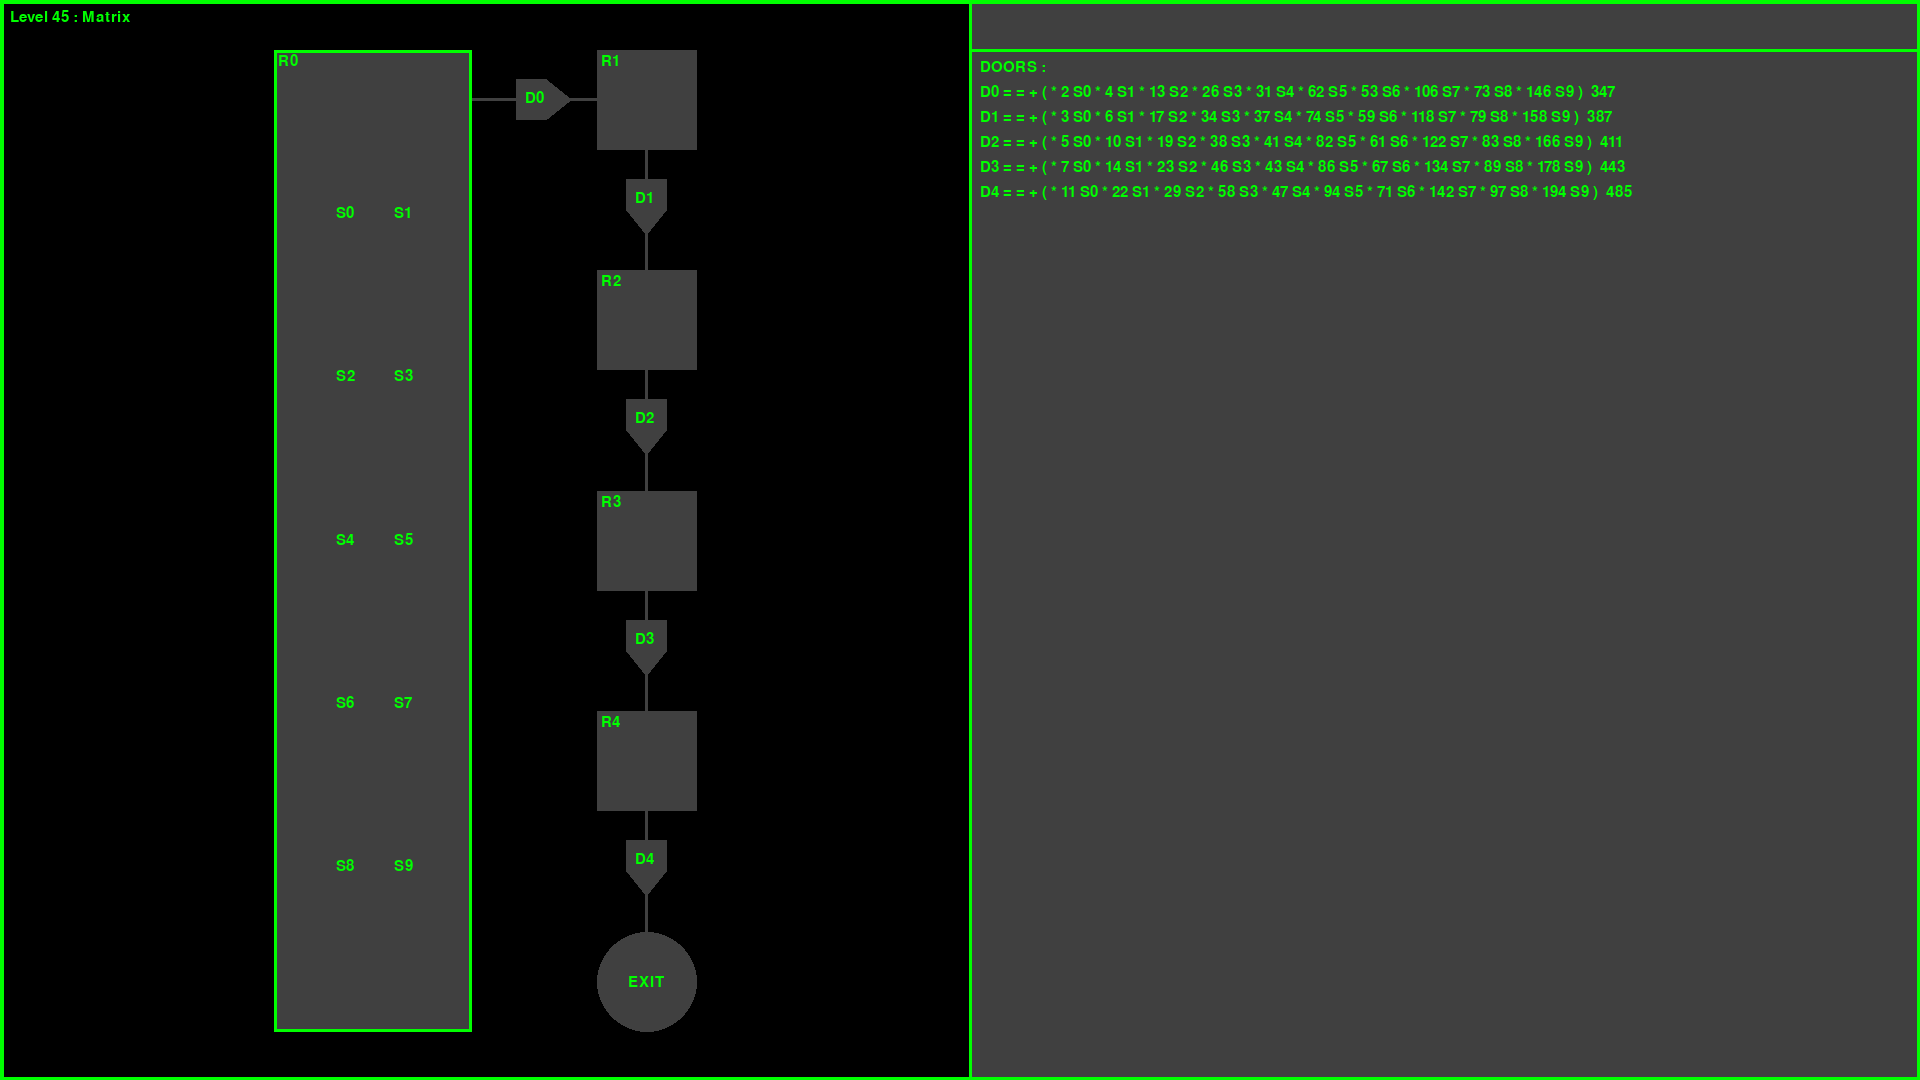 Level 45 : Matrix
R0
S0 S1
S2 S3
S4 S5
S6 S7
S8 S9
D0
R1
D1
R2
D2
R3
D3
R4
D4
EXIT
DOORS :
D0 = = + ( * 2 S0 * 4 S1 * 13 S2 * 26 S3 * 31 S4 * 62 S5 * 53 S6 * 106 S7 * 73 S8 * 146 S9 ) 347
D1 = = + ( * 3 S0 * 6 S1 * 17 S2 * 34 S3 * 37 S4 * 74 S5 * 59 S6 * 118 S7 * 79 S8 * 158 S9 ) 387
D2 = = + ( * 5 S0 * 10 S1 * 19 S2 * 38 S3 * 41 S4 * 82 S5 * 61 S6 * 122 S7 * 83 S8 * 166 S9 ) 411
D3 = = + ( * 7 S0 * 14 S1 * 23 S2 * 46 S3 * 43 S4 * 86 S5 * 67 S6 * 134 S7 * 89 S8 * 178 S9 ) 443
D4 = = + ( * 11 S0 * 22 S1 * 29 S2 * 58 S3 * 47 S4 * 94 S5 * 71 S6 * 142 S7 * 97 S8 * 194 S9 ) 485